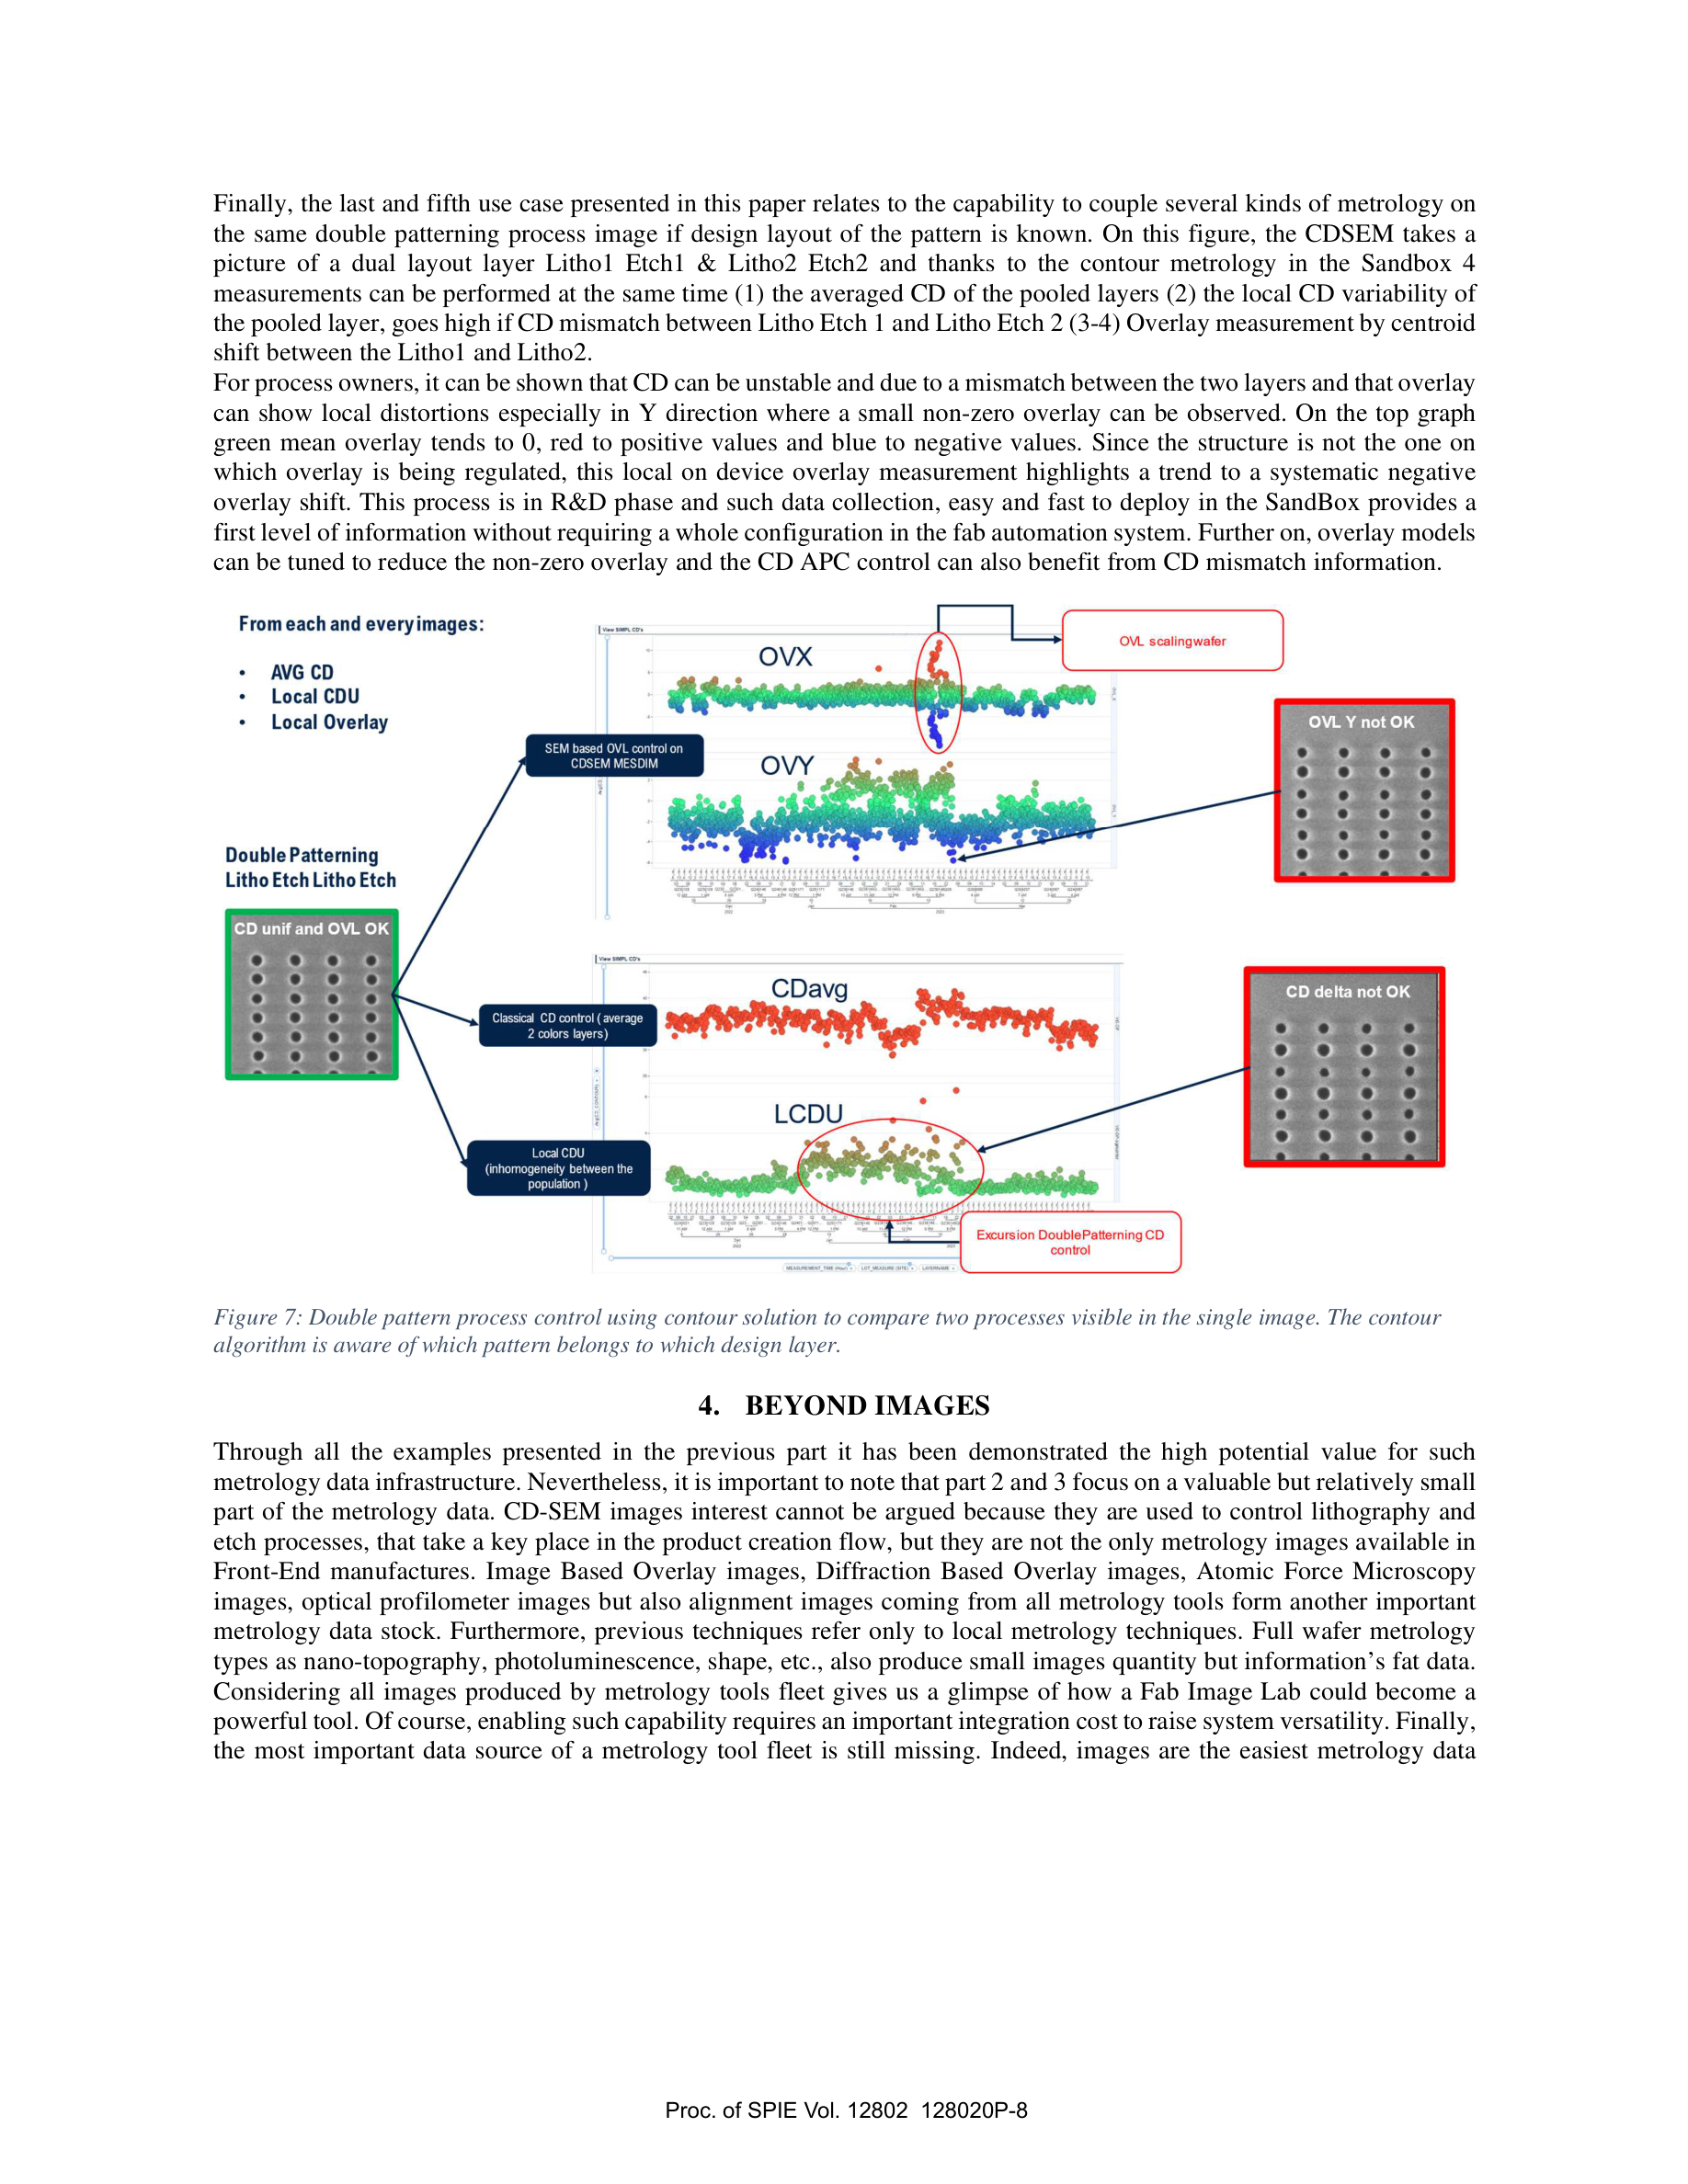 Finally, the last and fifth use case presented in this paper relates to the capability to couple several kinds of metrology on
the same double patterning process image if design layout of the pattern is known. On this figure, the CDSEM takes a
picture of a dual layout layer Litho1 Etch1 & Litho2 Etch2 and thanks to the contour metrology in the Sandbox 4
measurements can be performed at the same time (1) the averaged CD of the pooled layers (2) the local CD variability of
the pooled layer, goes high if CD mismatch between Litho Etch 1 and Litho Etch 2 (3-4) Overlay measurement by centroid
shift between the Litho1 and Litho2.
For process owners, it can be shown that CD can be unstable and due to a mismatch between the two layers and that overlay
can show local distortions especially in Y direction where a small non-zero overlay can be observed. On the top graph
green mean overlay tends to 0, red to positive values and blue to negative values. Since the structure is not the one on
which overlay is being regulated, this local on device overlay measurement highlights a trend to a systematic negative
overlay shift. This process is in R&D phase and such data collection, easy and fast to deploy in the SandBox provides a
first level of information without requiring a whole configuration in the fab automation system. Further on, overlay models
can be tuned to reduce the non-zero overlay and the CD APC control can also benefit from CD mismatch information.
From each and every images:
• AVG CD
• Local CDU
• Local Overlay
View SIMPL CD's
OVX
OVL scalingwafer
OVL Y not OK
SEM based OVL control on
CDSEM MESDIM
OVY
Double Patterning
Litho Etch Litho Etch
CD unif and OVL OK
View SIMPL CD's
CDavg
CD delta not OK
Classical CD control ( average
2 colors layers )
LCDU
Local CDU
(inhomogeneity between the
population )
Excursion DoublePatterning CD
control
MEASUREMENT_TIME (Hour)
LOT_MEASURE (SITE)
LAYERNAME
Figure 7: Double pattern process control using contour solution to compare two processes visible in the single image. The contour
algorithm is aware of which pattern belongs to which design layer.
4. BEYOND IMAGES
Through all the examples presented in the previous part it has been demonstrated the high potential value for such
metrology data infrastructure. Nevertheless, it is important to note that part 2 and 3 focus on a valuable but relatively small
part of the metrology data. CD-SEM images interest cannot be argued because they are used to control lithography and
etch processes, that take a key place in the product creation flow, but they are not the only metrology images available in
Front-End manufactures. Image Based Overlay images, Diffraction Based Overlay images, Atomic Force Microscopy
images, optical profilometer images but also alignment images coming from all metrology tools form another important
metrology data stock. Furthermore, previous techniques refer only to local metrology techniques. Full wafer metrology
types as nano-topography, photoluminescence, shape, etc., also produce small images quantity but information's fat data.
Considering all images produced by metrology tools fleet gives us a glimpse of how a Fab Image Lab could become a
powerful tool. Of course, enabling such capability requires an important integration cost to raise system versatility. Finally,
the most important data source of a metrology tool fleet is still missing. Indeed, images are the easiest metrology data
Proc. of SPIE Vol. 12802 128020P-8